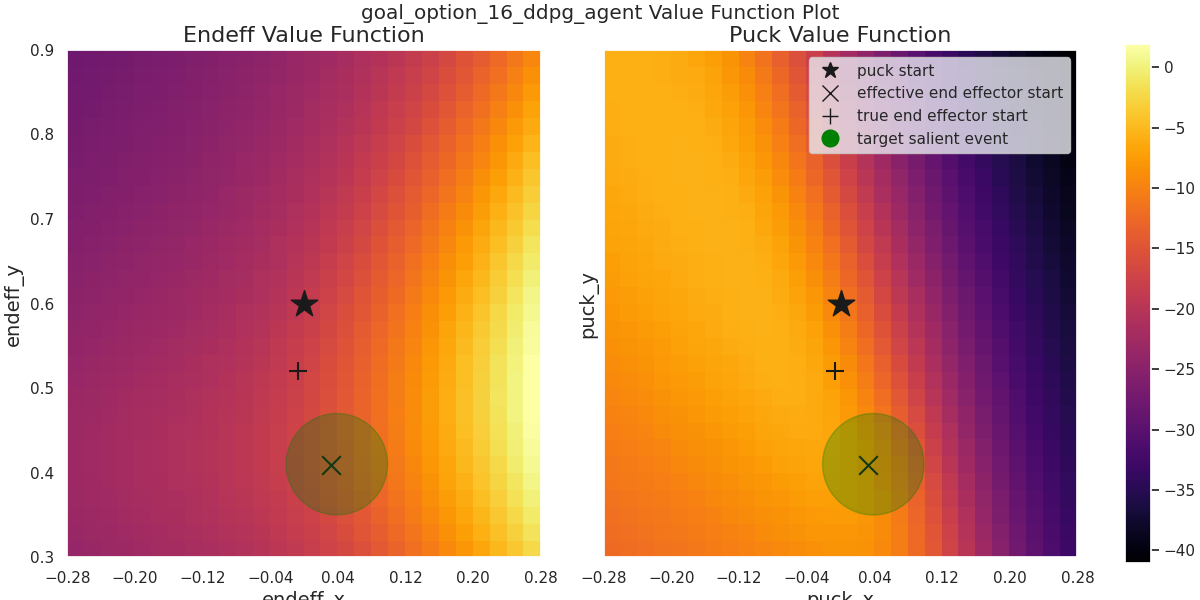 goal_option_16_ddpg_agent Value Function Plot
Endeff Value Function
Puck Value Function
0.9
0.8
0.7
0.6
0.5
0.4
0.3
endeff_y
−0.28 −0.20 −0.12 −0.04 0.04 0.12 0.20 0.28
endeff_x
puck_y
puck start
effective end effector start
true end effector start
target salient event
−0.28 −0.20 −0.12 −0.04 0.04 0.12 0.20 0.28
puck_x
0
−5
−10
−15
−20
−25
−30
−35
−40